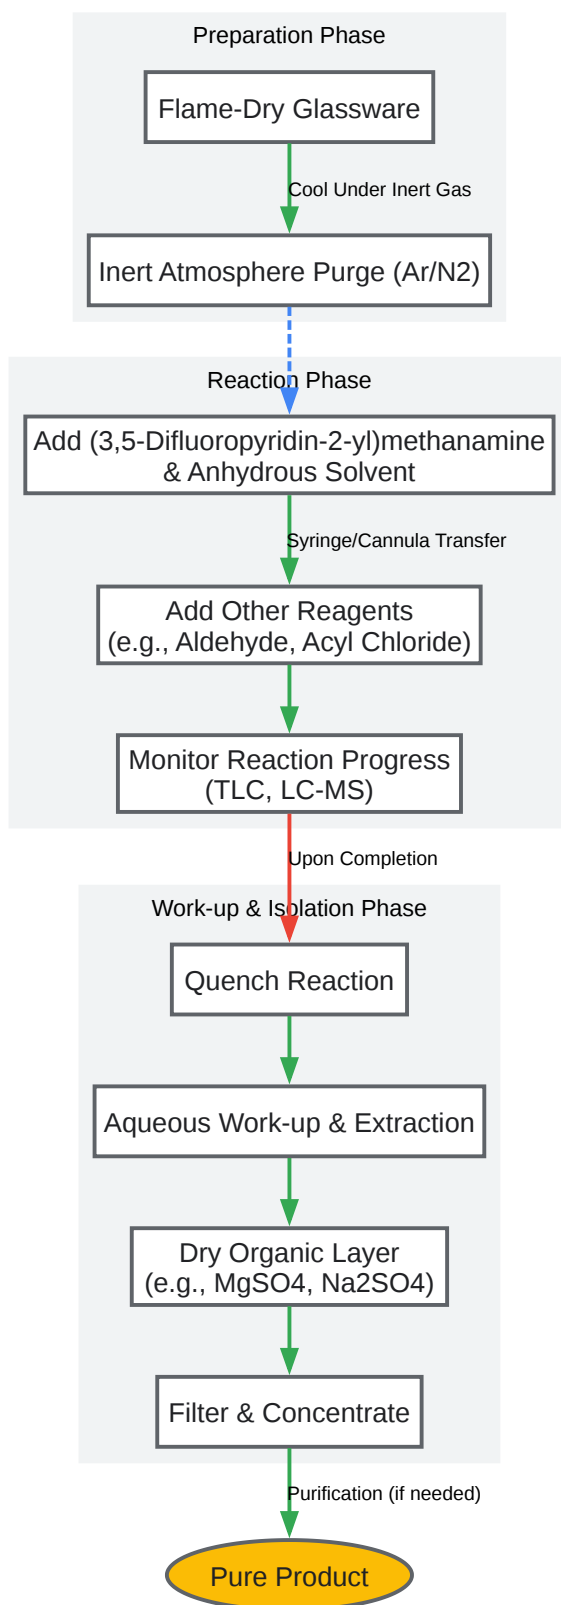 Preparation Phase
Flame-Dry Glassware
Cool Under Inert Gas
Inert Atmosphere Purge (Ar/N2)
Reaction Phase
Add (3,5-Difluoropyridin-2-yl)methanamine
& Anhydrous Solvent
Syringe/Cannula Transfer
Add Other Reagents
(e.g., Aldehyde, Acyl Chloride)
Monitor Reaction Progress
(TLC, LC-MS)
Upon Completion
Work-up & Isolation Phase
Quench Reaction
Aqueous Work-up & Extraction
Dry Organic Layer
(e.g., MgSO4, Na2SO4)
Filter & Concentrate
Purification (if needed)
Pure Product